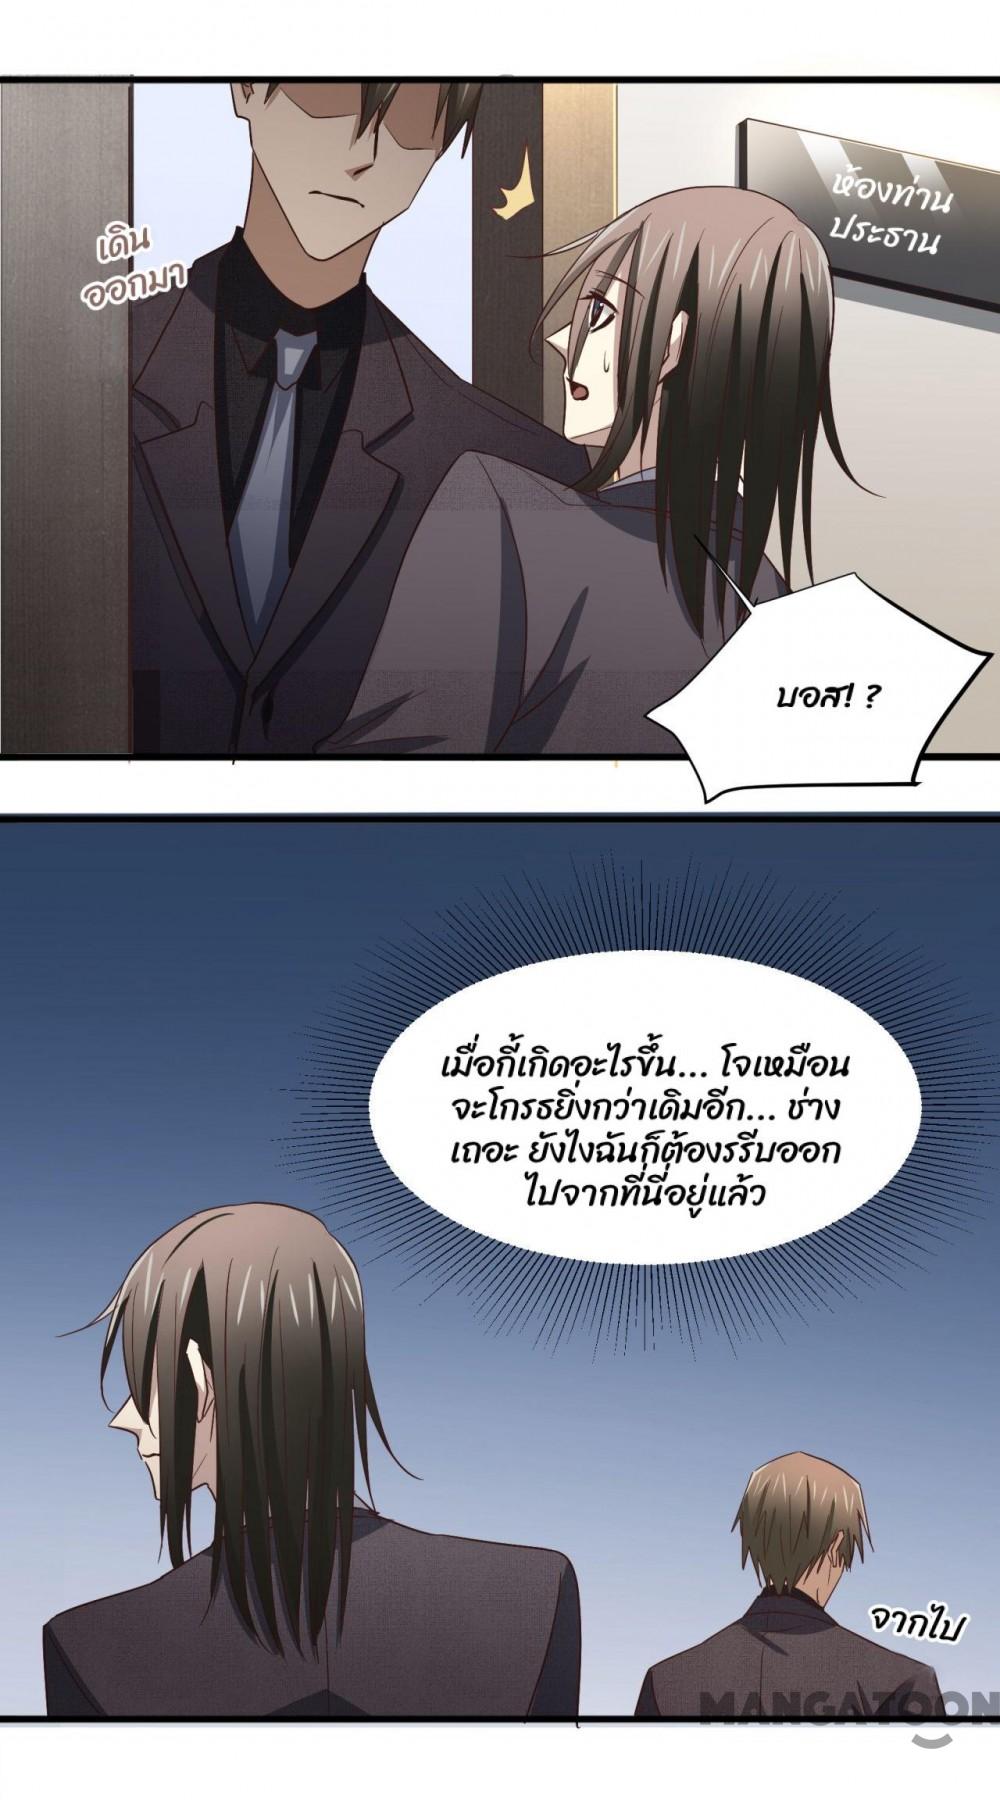 ห้องท่าน
ประธาน
เดิน
ออกมา
บอส! ?
เมื่อกี้เกิดอะไรขึ้น... โจเหมือน
จะโกรธยิ่งกว่าเดิมอีก... ช่าง
เถอะ ยังไงฉันก็ต้องรรีบออก
ไปจากที่นี่อยู่แล้ว
จากไป
MANGATOON